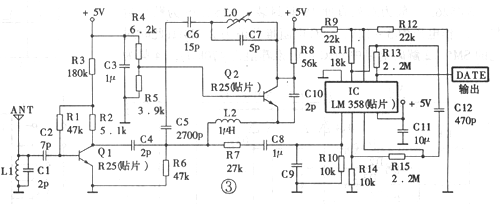 +5V
R4
6.2k
C6
15p
L0
C7
5p
+5V
R9
22k
R12
22k
R3
180k
C3
1μ
R8
56k
R11
18k
R13
2.2M
Q2
R25(贴片)
IC
LM 358(贴片)
DATE
输出
ANT
R5
3.9k
C10
2p
+5V
C12
470p
R1
47k
R2
5.1k
C5
2700p
L2
1μH
C11
10μ
C2
7p
Q1
R25(贴片)
C4
2p
C8
1μ
L1
C1
2p
R6
47k
R7
27k
C9
R10
10k
R14
10k
R15
2.2M
③